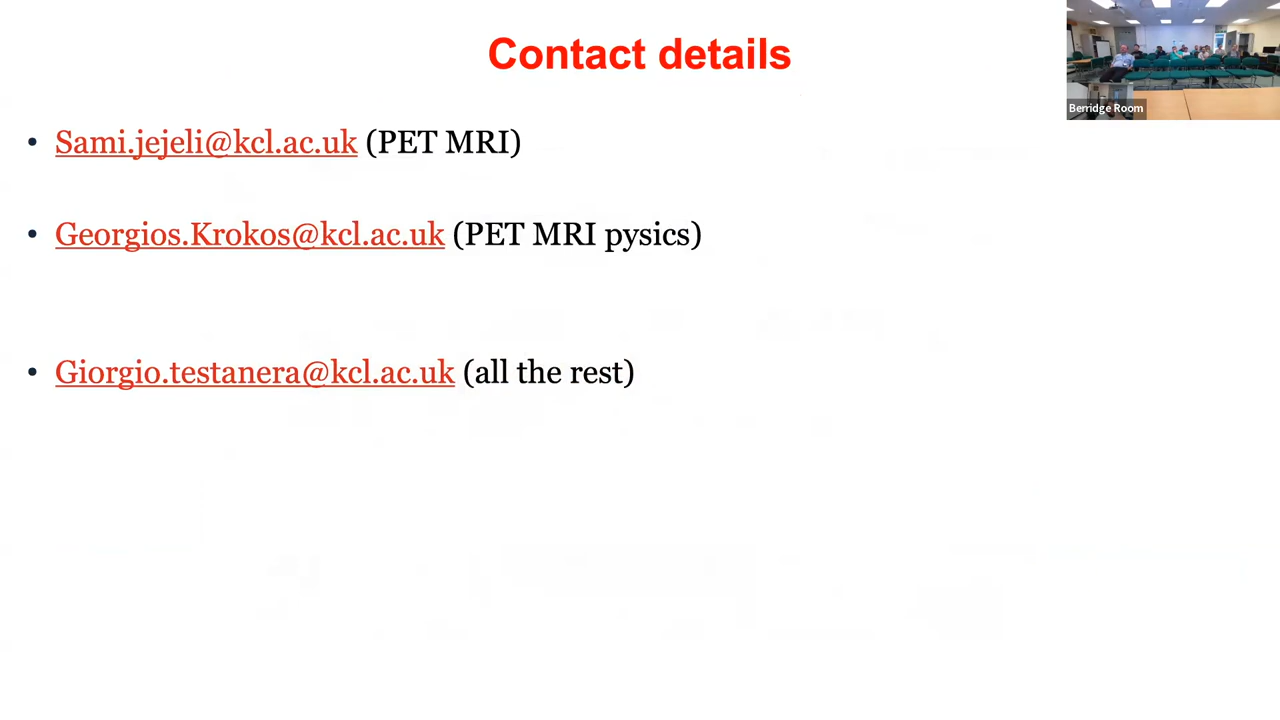 Contact details
Berridge Room
• Sami.jejeli@kcl.ac.uk (PET MRI)
• Georgios.Krokos@kcl.ac.uk (PET MRI pysics)
• Giorgio.testanera@kcl.ac.uk (all the rest)